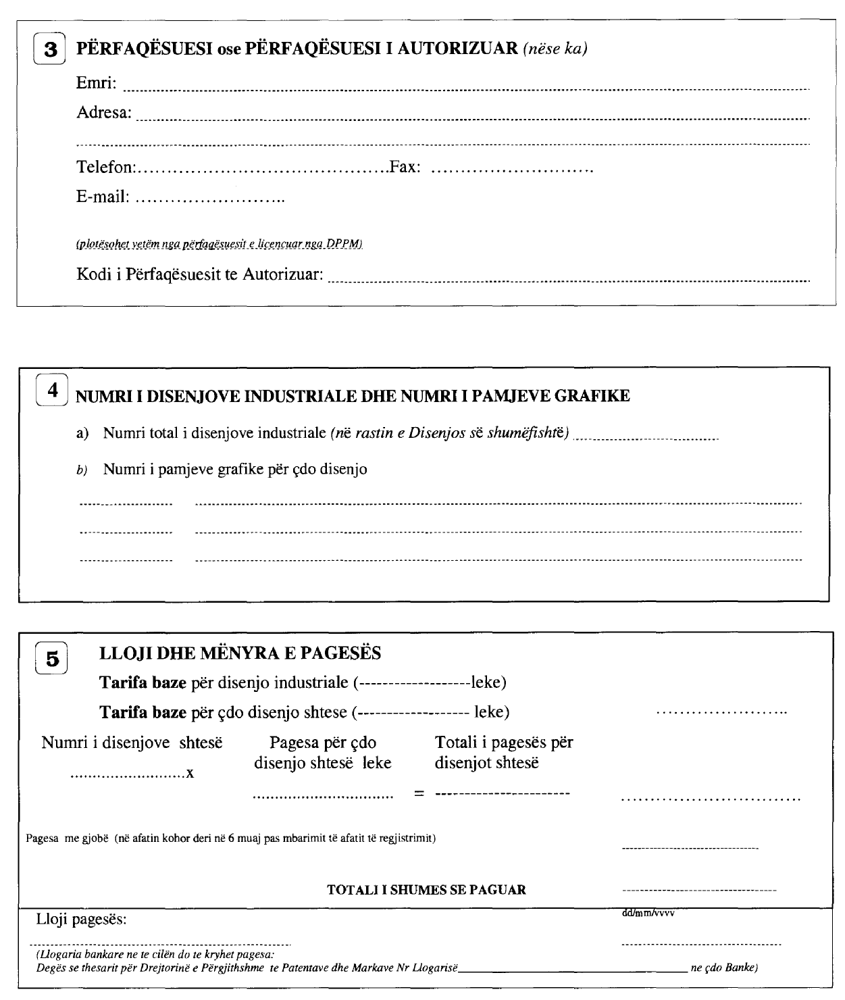 3 PËRFAQËSUESI ose PËRFAQËSUESI I AUTORIZUAR (nëse ka)
Emri: ........................................
Adresa: ........................................
........................................
Telefon:........................................Fax: ............................
E-mail: ..........................
(plotësohet vetëm nga përfaqësuesit e liçencuar nga DPPM)
Kodi i Përfaqësuesit te Autorizuar: ........................................
4 NUMRI I DISENJOVE INDUSTRIALE DHE NUMRI I PAMJEVE GRAFIKE
a) Numri total i disenjove industriale (në rastin e Disenjos së shumëfishtë) ........................
b) Numri i pamjeve grafike për çdo disenjo
5 LLOJI DHE MËNYRA E PAGESËS
Tarifa baze për disenjo industriale (-------------------leke)
Tarifa baze për çdo disenjo shtese (------------------- leke) ......................
Numri i disenjove shtesë Pagesa për çdo Totali i pagesës për
disenjo shtesë leke disenjot shtesë
..........................x
................................ = ----------------------- ...............................
Pagesa me gjobë (në afatin kohor deri në 6 muaj pas mbarimit të afatit të regjistrimit) -----------------------
TOTALI I SHUMES SE PAGUAR --------------------------
Lloji pagesës: dd/mm/vvvv
(Llogaria bankare ne te cilën do te kryhet pagesa:
Degës se thesarit për Drejtorinë e Përgjithshme te Patentave dhe Markave Nr Llogarisë__________________ ne çdo Banke)